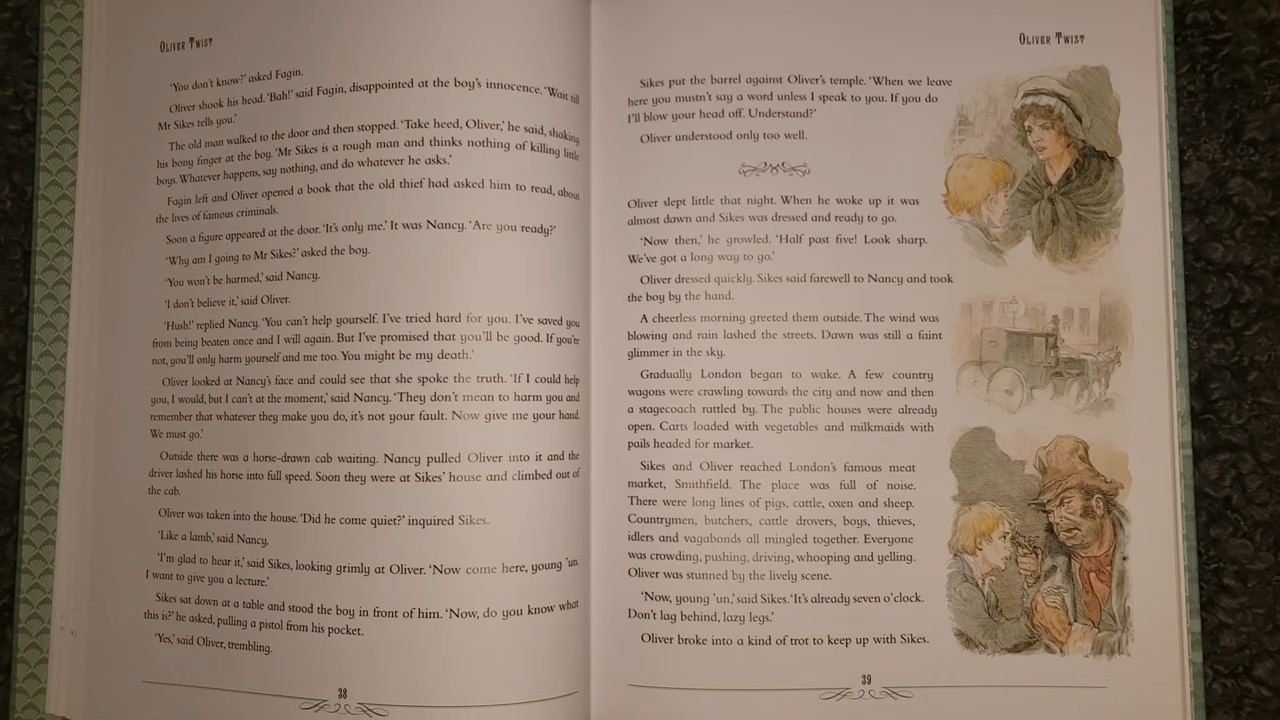 OLIVER TWIST
'You don't know?' asked Fagin.
Oliver shook his head. 'Bah!' said Fagin, disappointed at the boy's innocence. 'Wait till
Mr Sikes tells you.'
The old man walked to the door and then stopped. 'Take heed, Oliver,' he said, shaking
his bony finger at the boy. 'Mr Sikes is a rough man and thinks nothing of killing little
boys. Whatever happens, say nothing, and do whatever he asks.'
Fagin left and Oliver opened a book that the old thief had asked him to read, about
the lives of famous criminals.
Soon a figure appeared at the door. 'It's only me.' It was Nancy. 'Are you ready?'
'Why am I going to Mr Sikes?' asked the boy.
'You won't be harmed,' said Nancy.
'I don't believe it,' said Oliver.
'Hush!' replied Nancy. 'You can't help yourself. I've tried hard for you. I've saved you
from being beaten once and I will again. But I've promised that you'll be good. If you're
not, you'll only harm yourself and me too. You might be my death.'
Oliver looked at Nancy's face and could see that she spoke the truth. 'If I could help
you, I would, but I can't at the moment,' said Nancy. 'They don't mean to harm you and
remember that whatever they make you do, it's not your fault. Now give me your hand.
We must go.'
Outside there was a horse-drawn cab waiting. Nancy pulled Oliver into it and the
driver lashed his horse into full speed. Soon they were at Sikes' house and climbed out of
the cab.
Oliver was taken into the house. 'Did he come quiet?' inquired Sikes.
'Like a lamb,' said Nancy.
'I'm glad to hear it,' said Sikes, looking grimly at Oliver. 'Now come here, young 'un.
I want to give you a lecture.'
Sikes sat down at a table and stood the boy in front of him. 'Now, do you know what
this is?' he asked, pulling a pistol from his pocket.
'Yes,' said Oliver, trembling.
38
OLIVER TWIST
Sikes put the barrel against Oliver's temple. 'When we leave
here you mustn't say a word unless I speak to you. If you do
I'll blow your head off. Understand?'
Oliver understood only too well.
Oliver slept little that night. When he woke up it was
almost dawn and Sikes was dressed and ready to go.
'Now then,' he growled. 'Half past five! Look sharp.
We've got a long way to go.'
Oliver dressed quickly. Sikes said farewell to Nancy and took
the boy by the hand.
A cheerless morning greeted them outside. The wind was
blowing and rain lashed the streets. Dawn was still a faint
glimmer in the sky.
Gradually London began to wake. A few country
wagons were crawling towards the city and now and then
a stagecoach rattled by. The public houses were already
open. Carts loaded with vegetables and milkmaids with
pails headed for market.
Sikes and Oliver reached London's famous meat
market, Smithfield. The place was full of noise.
There were long lines of pigs, cattle, oxen and sheep.
Countrymen, butchers, cattle drovers, boys, thieves,
idlers and vagabonds all mingled together. Everyone
was crowding, pushing, driving, whooping and yelling.
Oliver was stunned by the lively scene.
'Now, young 'un,' said Sikes. 'It's already seven o'clock.
Don't lag behind, lazy legs.'
Oliver broke into a kind of trot to keep up with Sikes.
39